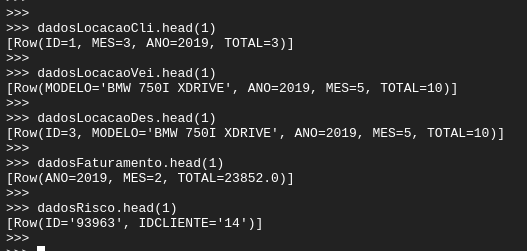 >>>
>>> dadosLocacaoCli.head(1)
[Row(ID=1, MES=3, ANO=2019, TOTAL=3)]
>>>
>>> dadosLocacaoVei.head(1)
[Row(MODELO='BMW 750I XDRIVE', ANO=2019, MES=5, TOTAL=10)]
>>>
>>> dadosLocacaoDes.head(1)
[Row(ID=3, MODELO='BMW 750I XDRIVE', ANO=2019, MES=5, TOTAL=10)]
>>>
>>> dadosFaturamento.head(1)
[Row(ANO=2019, MES=2, TOTAL=23852.0)]
>>>
>>> dadosRisco.head(1)
[Row(ID='93963', IDCLIENTE='14')]
>>>
>>>